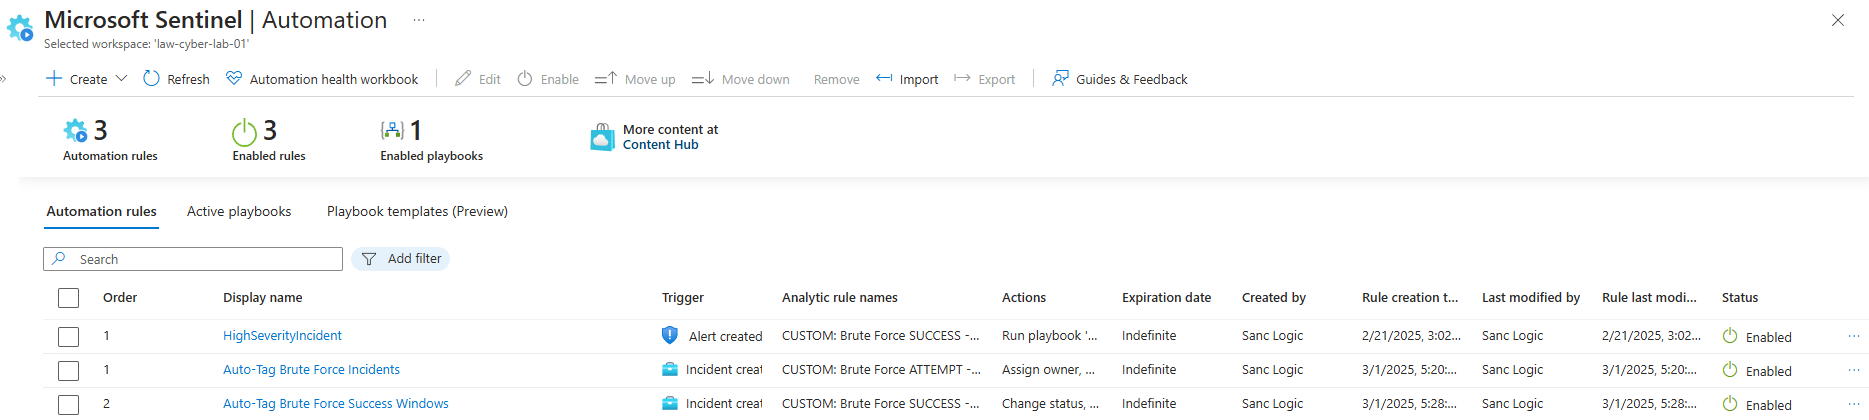 Microsoft Sentinel | Automation ...
Selected workspace: 'law-cyber-lab-01'
» + Create Refresh Automation health workbook Edit Enable Move up Move down Remove Import Export Guides & Feedback
3 3 1 More content at
Automation rules Enabled rules Enabled playbooks Content Hub
Automation rules Active playbooks Playbook templates (Preview)
Search Add filter
Order Display name Trigger Analytic rule names Actions Expiration date Created by Rule creation t... Last modified by Rule last modi... Status
1 HighSeverityIncident Alert created CUSTOM: Brute Force SUCCESS -... Run playbook '... Indefinite Sanc Logic 2/21/2025, 3:02... Sanc Logic 2/21/2025, 3:02... Enabled ...
1 Auto-Tag Brute Force Incidents Incident creat CUSTOM: Brute Force ATTEMPT -... Assign owner, ... Indefinite Sanc Logic 3/1/2025, 5:20:... Sanc Logic 3/1/2025, 5:20:... Enabled ...
2 Auto-Tag Brute Force Success Windows Incident creat CUSTOM: Brute Force SUCCESS -... Change status, ... Indefinite Sanc Logic 3/1/2025, 5:28:... Sanc Logic 3/1/2025, 5:28:... Enabled ...